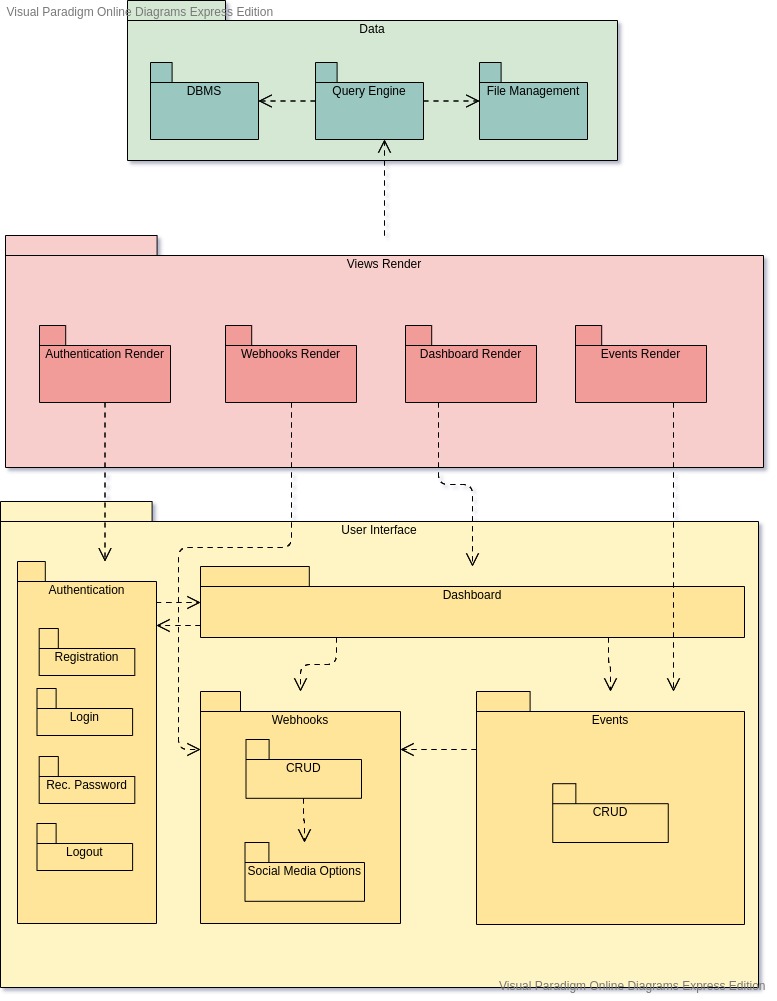 Visual Paradigm Online Diagrams Express Edition
Data
DBMS
Query Engine
File Management
Views Render
Authentication Render
Webhooks Render
Dashboard Render
Events Render
User Interface
Authentication
Dashboard
Registration
Login
Rec. Password
Logout
Webhooks
CRUD
Social Media Options
Events
CRUD
Visual Paradigm Online Diagrams Express Edition